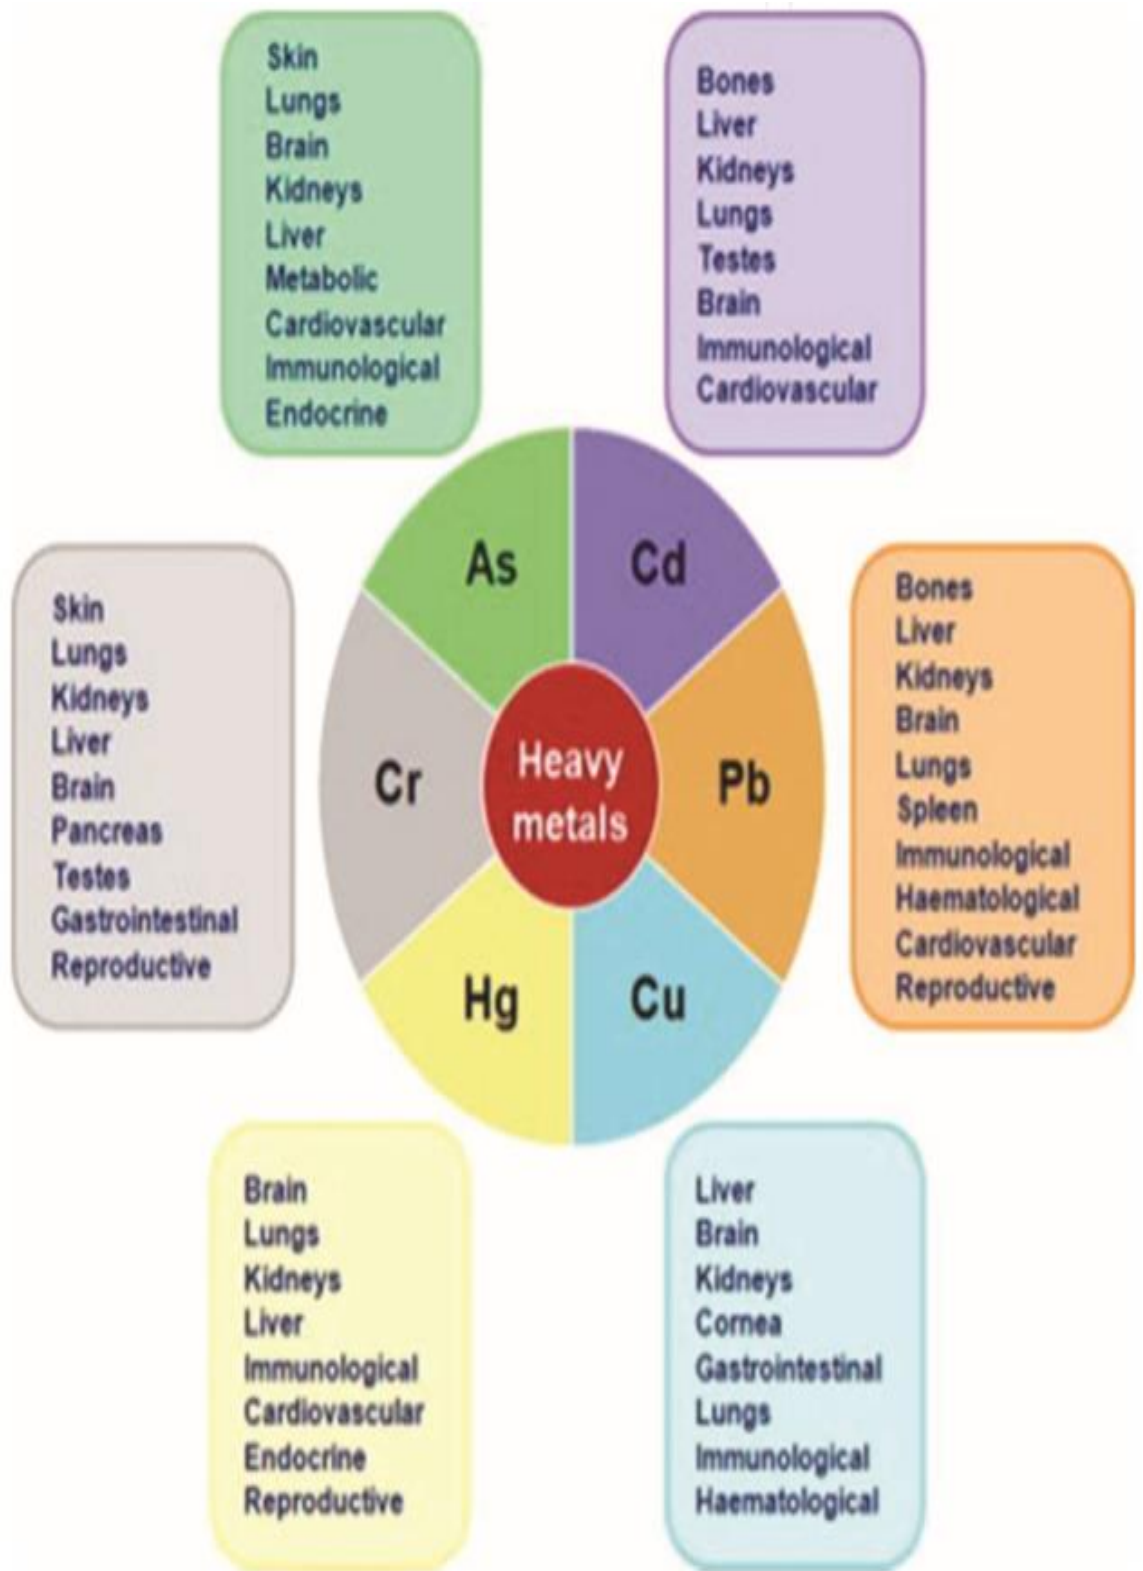 Skin
Lungs
Brain
Kidneys
Liver
Metabolic
Cardiovascular
Immunological
Endocrine
Bones
Liver
Kidneys
Lungs
Testes
Brain
Immunological
Cardiovascular
As
Cd
Skin
Lungs
Kidneys
Liver
Brain
Pancreas
Testes
Gastrointestinal
Reproductive
Cr
Heavy
metals
Pb
Bones
Liver
Kidneys
Brain
Lungs
Spleen
Immunological
Haematological
Cardiovascular
Reproductive
Hg
Cu
Brain
Lungs
Kidneys
Liver
Immunological
Cardiovascular
Endocrine
Reproductive
Liver
Brain
Kidneys
Cornea
Gastrointestinal
Lungs
Immunological
Haematological